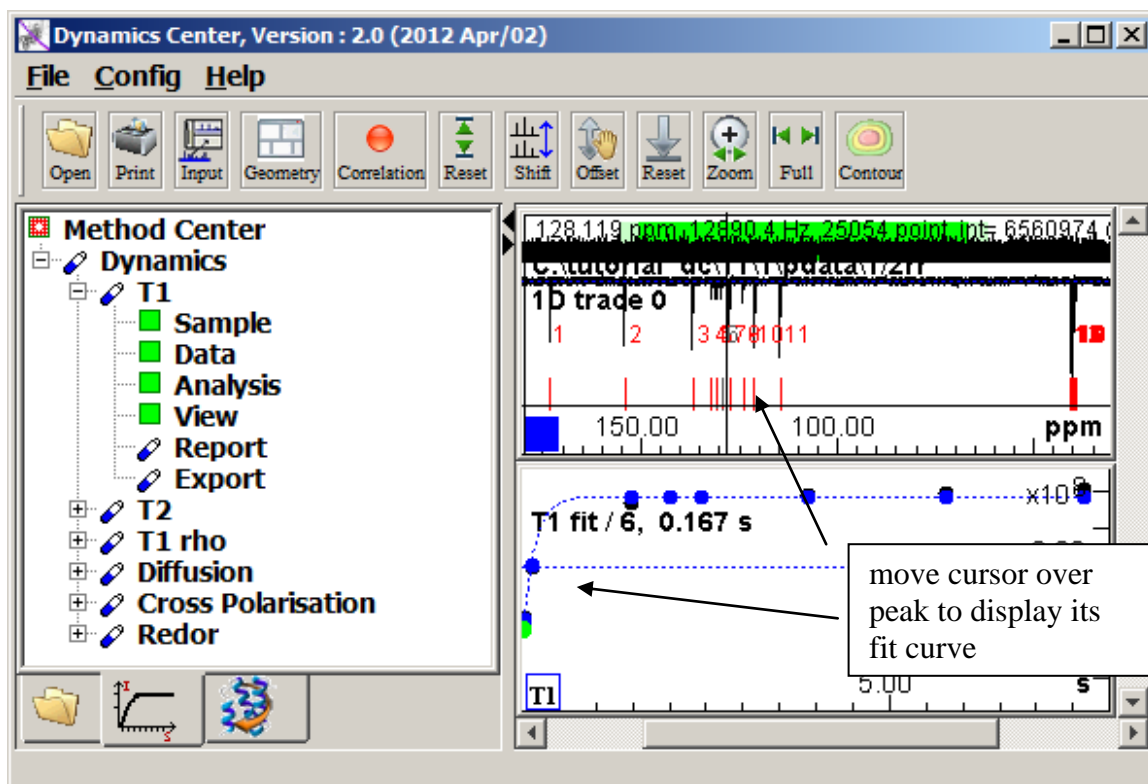 Dynamics Center, Version : 2.0 (2012 Apr/02)
File Config Help
Open Print Input Geometry Correlation Reset Shift Offset Reset Zoom Full Contour
Method Center
Dynamics
T1
Sample
Data
Analysis
View
Report
Export
T2
T1 rho
Diffusion
Cross Polarisation
Redor
128.119 ppm, 12890.4 Hz, 25054 point, int= 6560974
1D trade 0
1 2 3
150.00 100.00 ppm
T1 fit / 6, 0.167 s
move cursor over
peak to display its
fit curve
T1 5.00 s